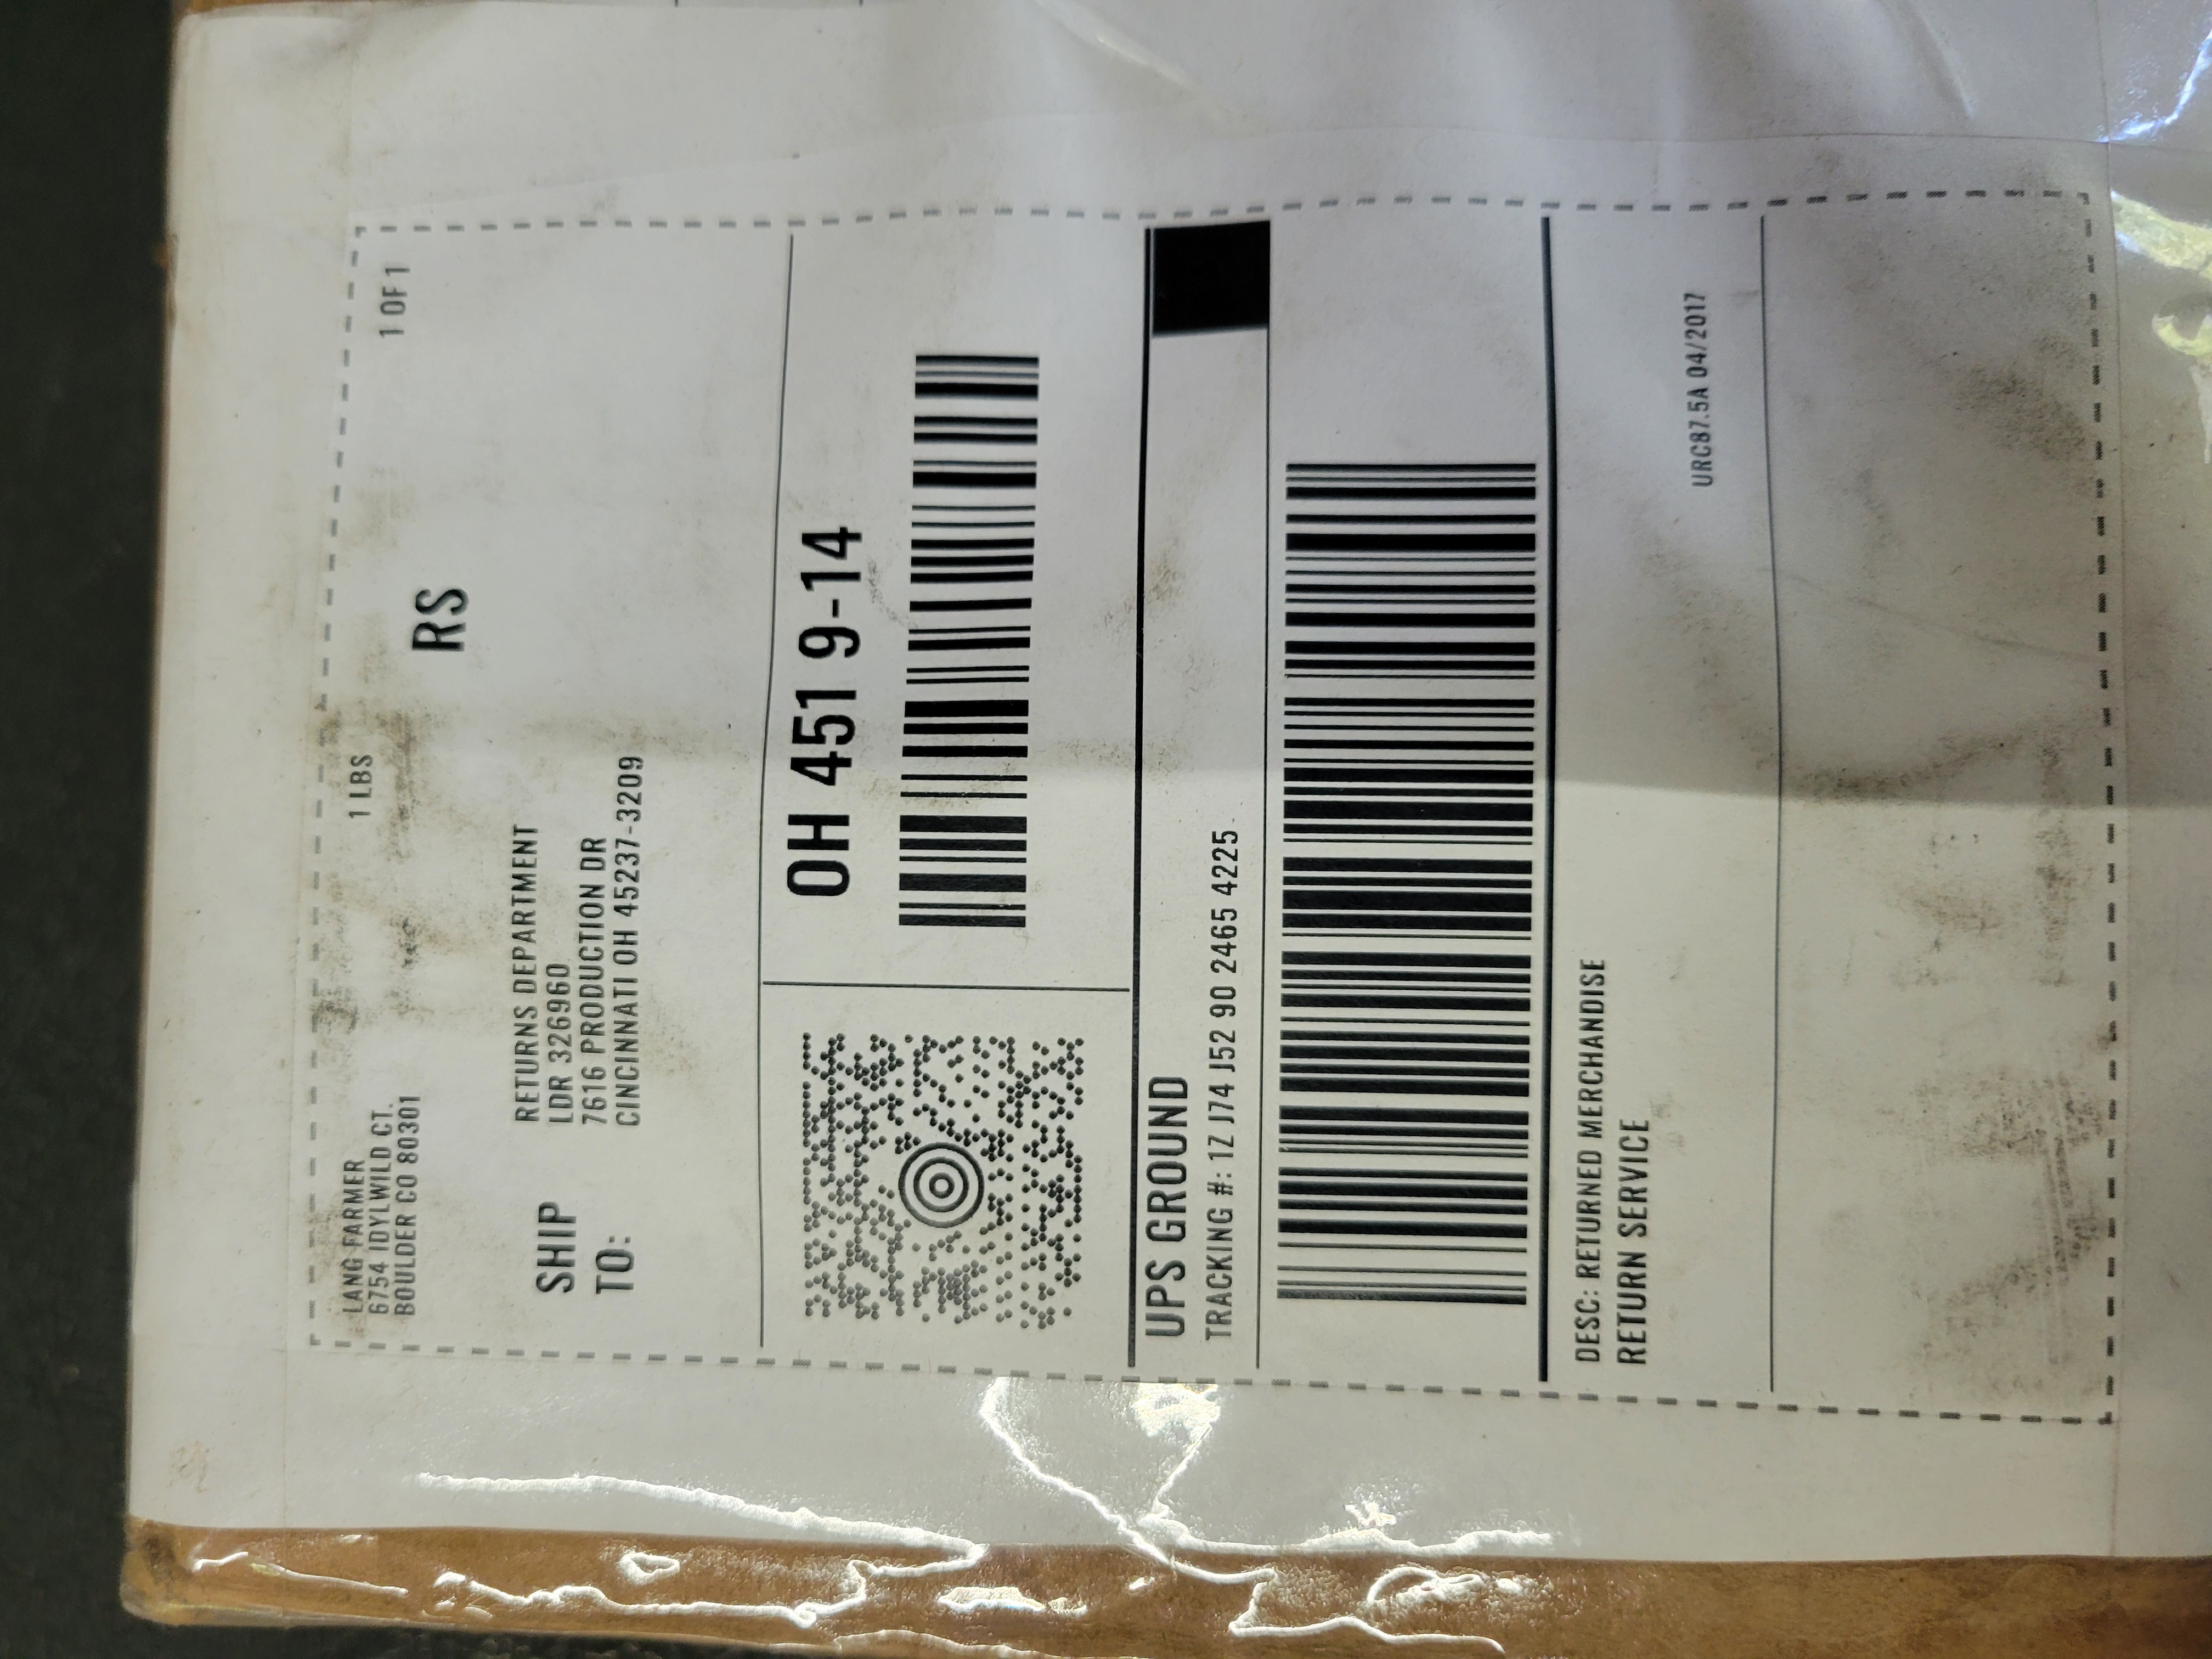 LANG FARMER
6754 IDYLWILD CT.
BOULDER CO 80301
1 LBS
1 OF 1
RS
SHIP
TO:
RETURNS DEPARTMENT
LDR 326960
7616 PRODUCTION DR
CINCINNATI OH 45237-3209
OH 451 9-14
UPS GROUND
TRACKING #: 1Z J74 J52 90 2465 4225
DESC: RETURNED MERCHANDISE
RETURN SERVICE
URC87.5A 04/2017